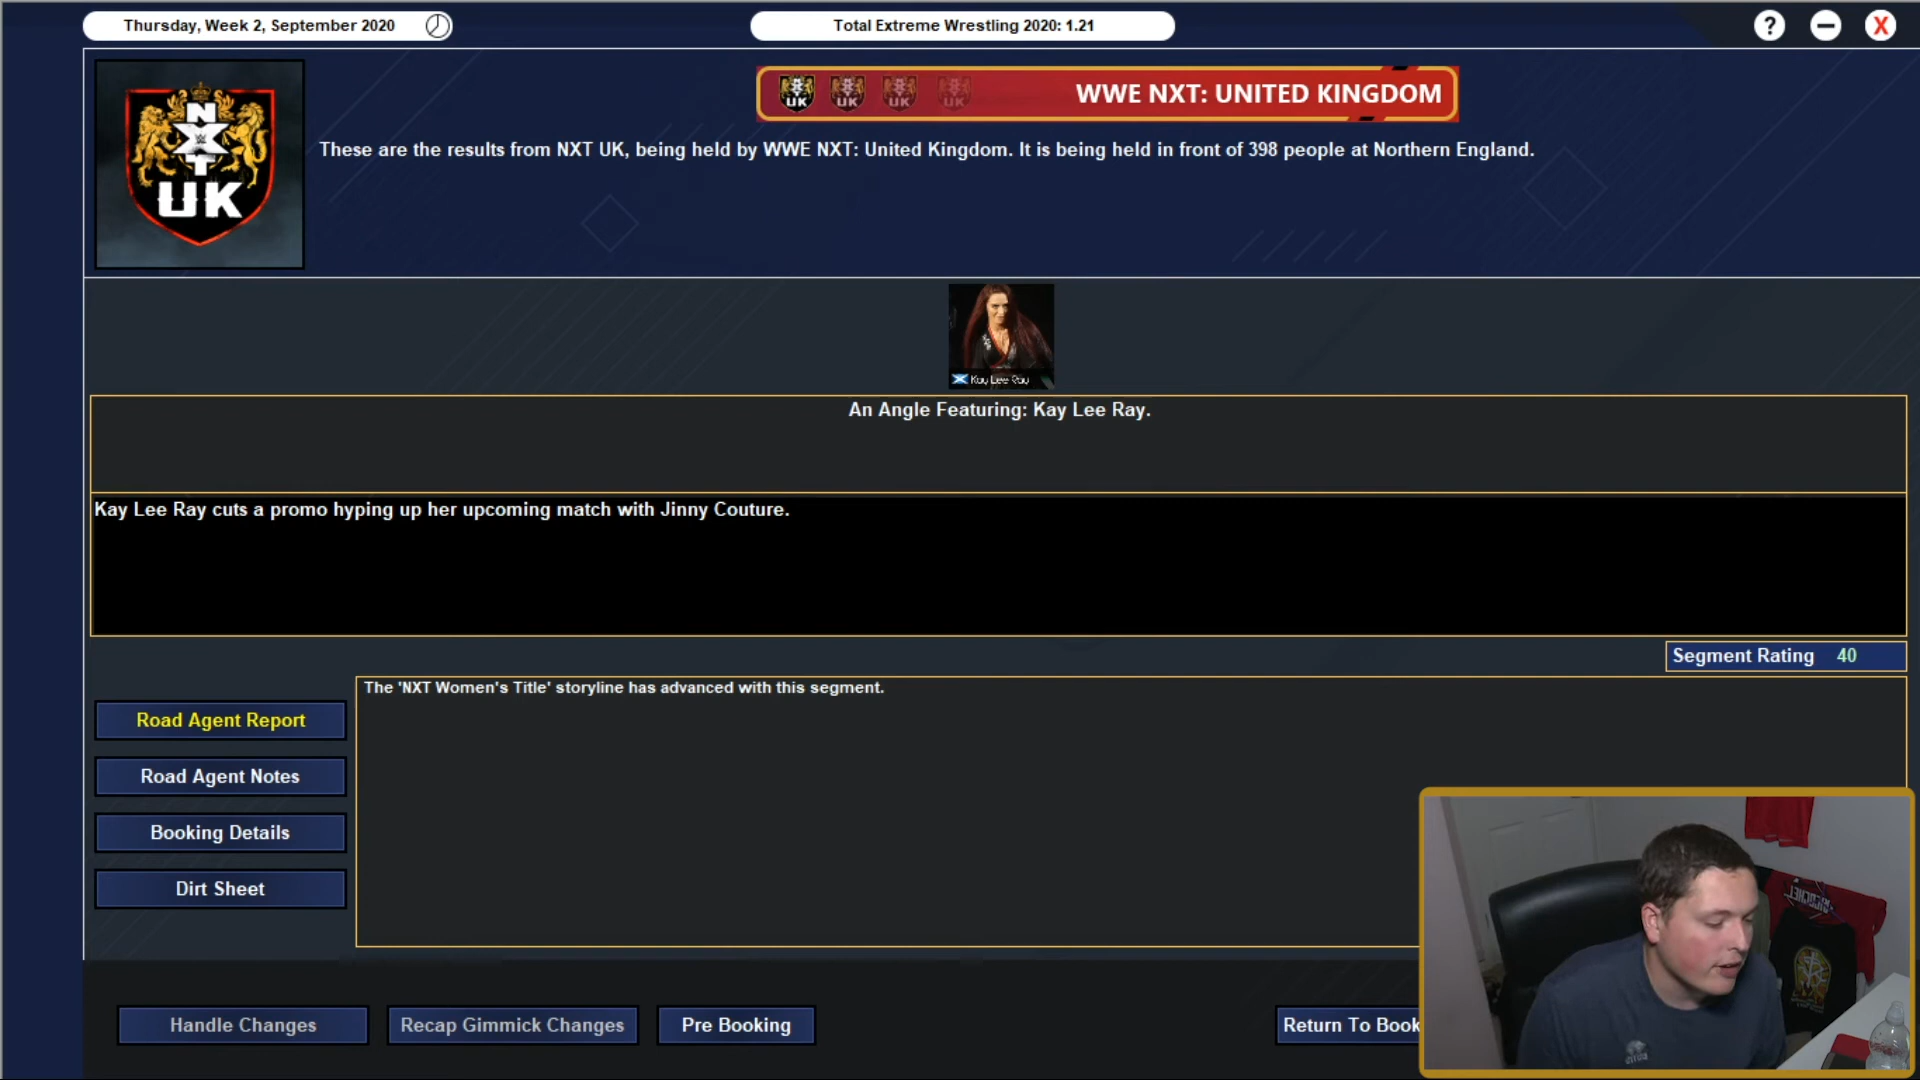 Thursday, Week 2, September 2020
Total Extreme Wrestling 2020: 1.21
?
X
NXT
UK
UK
UK
UK
UK
WWE NXT: UNITED KINGDOM
These are the results from NXT UK, being held by WWE NXT: United Kingdom. It is being held in front of 398 people at Northern England.
Kay Lee Ray
An Angle Featuring: Kay Lee Ray.
Kay Lee Ray cuts a promo hyping up her upcoming match with Jinny Couture.
Segment Rating 40
The 'NXT Women's Title' storyline has advanced with this segment.
Road Agent Report
Road Agent Notes
Booking Details
Dirt Sheet
Handle Changes
Recap Gimmick Changes
Pre Booking
Return To Book